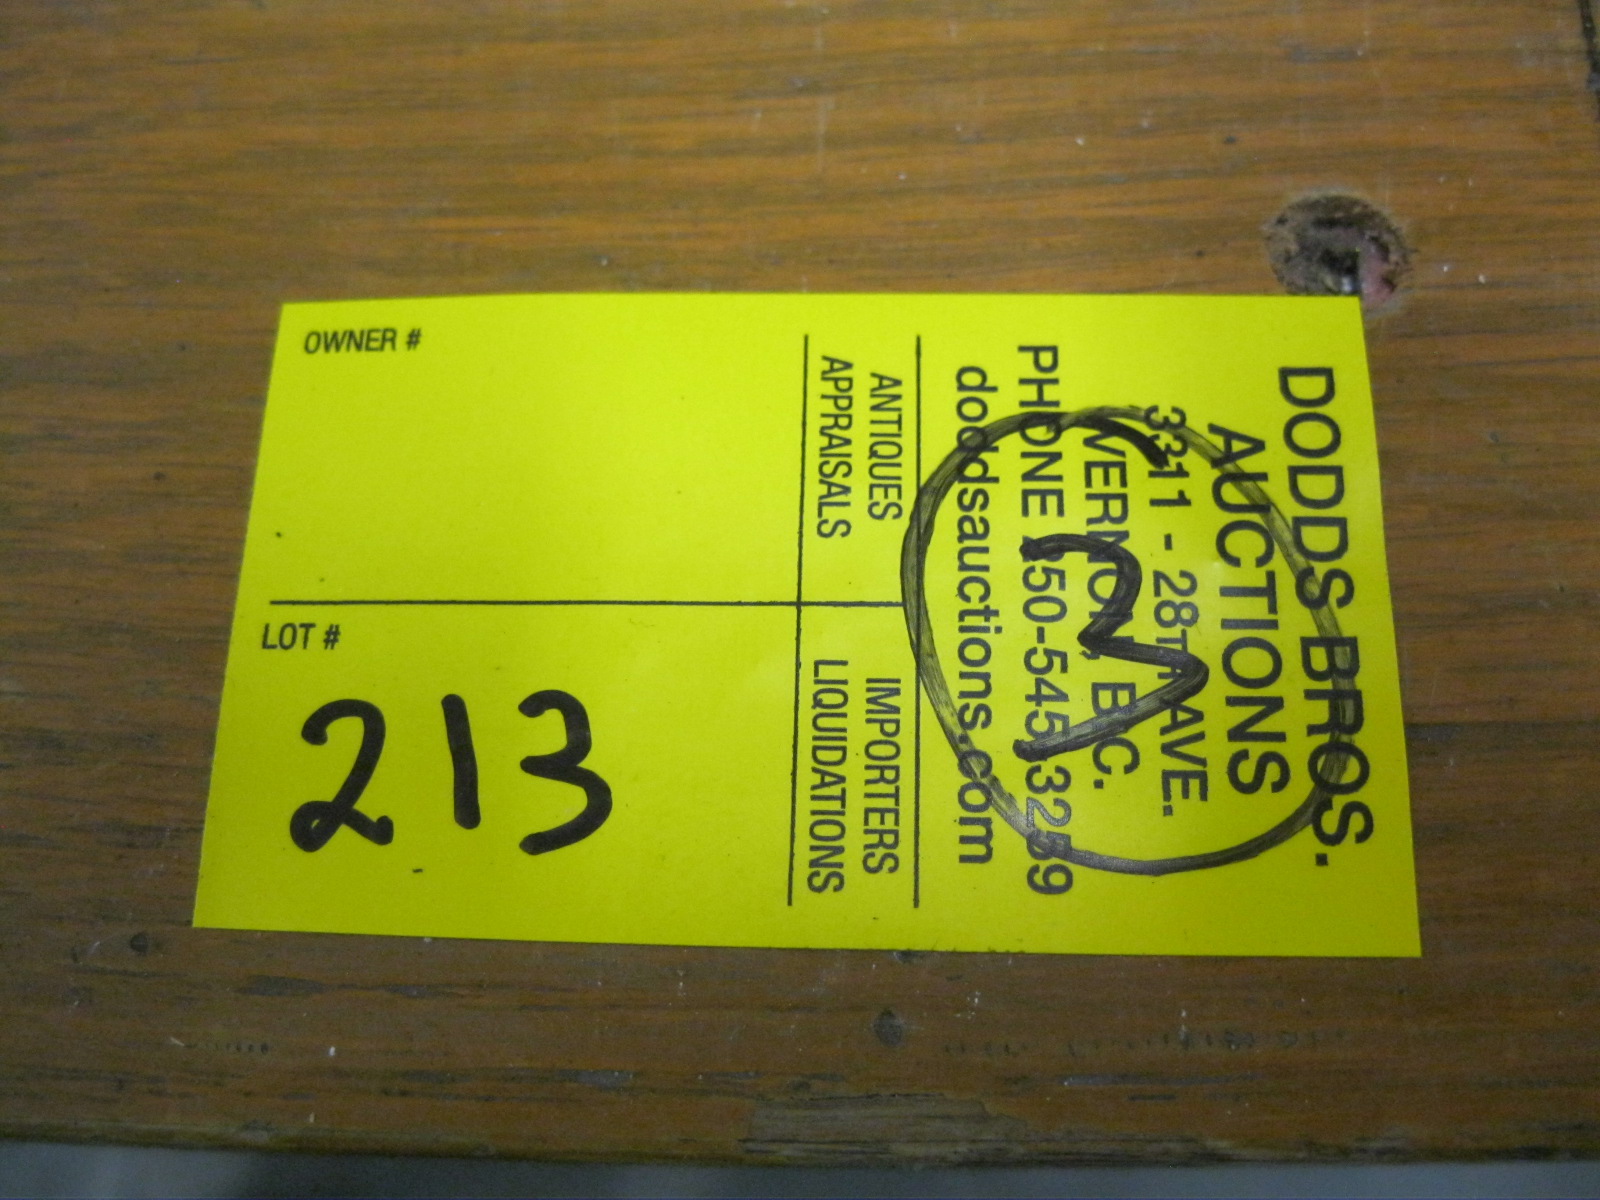 DODDS BROS.
AUCTIONS
3311 - 28TH AVE.
VERNON, B.C.
PHONE 250-545-3259
doddsauctions.com
ANTIQUES
APPRAISALS
IMPORTERS
LIQUIDATIONS
OWNER #
LOT #
213